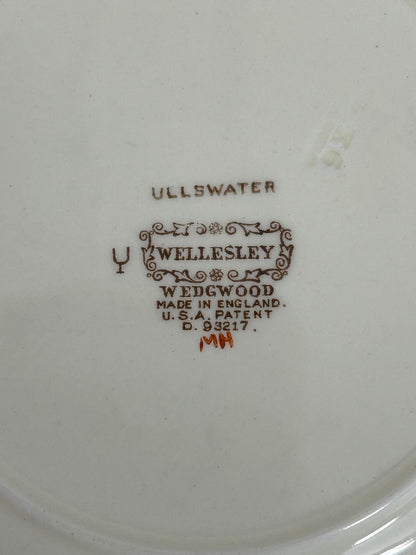 ULLSWATER
WELLESLEY
WEDGWOOD
MADE IN ENGLAND.
U.S.A. PATENT
D. 93217.
MH